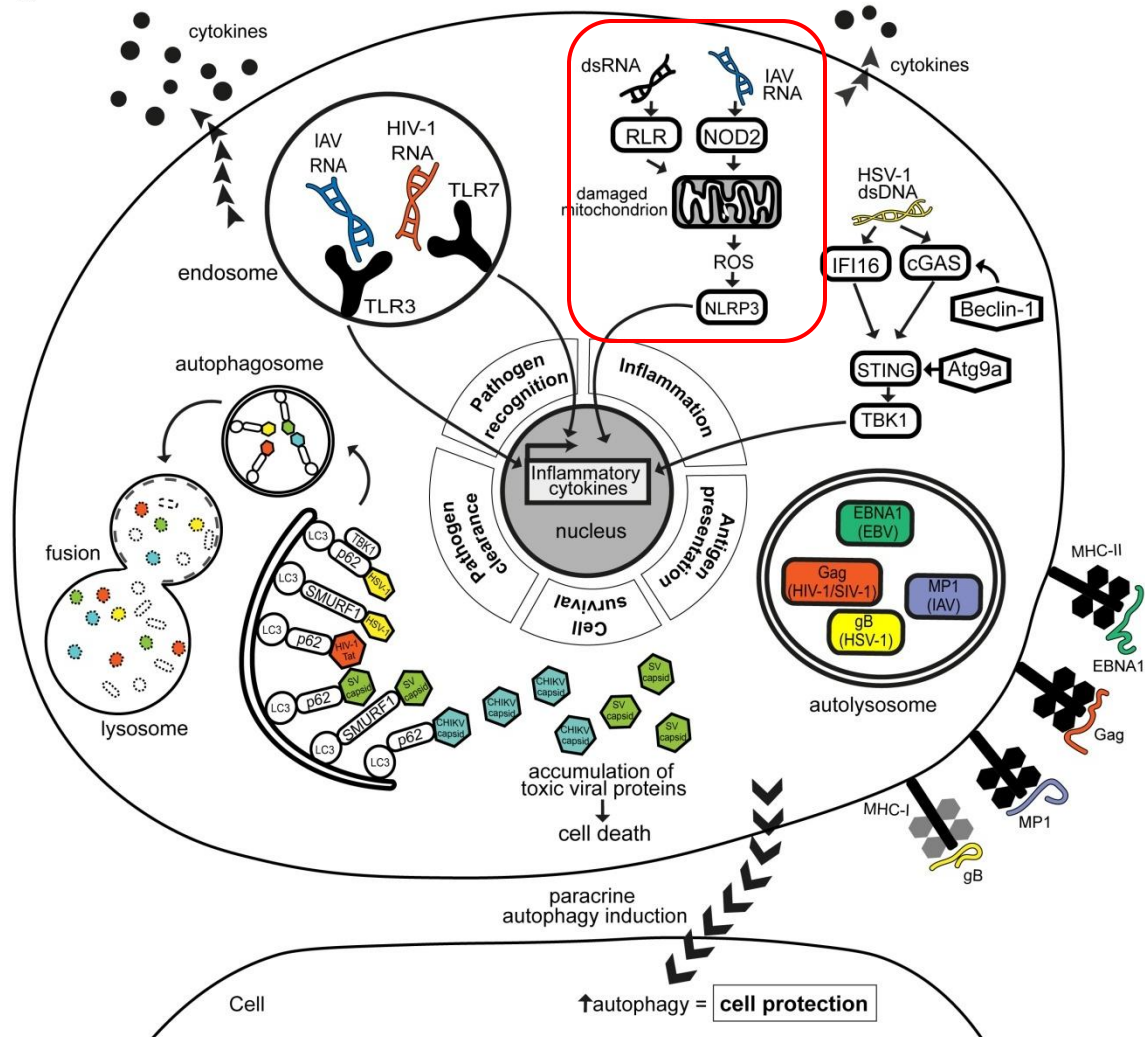 cytokines
cytokines
dsRNA
IAV
RNA
RLR
NOD2
damaged
mitochondrion
ROS
NLRP3
IAV
RNA
HIV-1
RNA
TLR7
TLR3
endosome
HSV-1
dsDNA
IFI16
cGAS
Beclin-1
STING
Atg9a
TBK1
autophagosome
Pathogen
recognition
Inflammation
Pathogen
clearance
Cell
survival
Antigen
presentation
Inflammatory
cytokines
nucleus
fusion
lysosome
LC3
p62
TBK1
HSV-1
LC3
SMURF1
HSV-1
LC3
p62
HIV-1
Tat
LC3
p62
SV
capsid
LC3
SMURF1
SV
capsid
LC3
p62
CHIKV
capsid
CHIKV
capsid
CHIKV
capsid
CHIKV
capsid
SV
capsid
SV
capsid
SV
capsid
accumulation of
toxic viral proteins
cell death
EBNA1
(EBV)
Gag
(HIV-1/SIV-1)
MP1
(IAV)
gB
(HSV-1)
autolysosome
MHC-II
EBNA1
Gag
MP1
MHC-I
gB
paracrine
autophagy induction
Cell
autophagy = cell protection